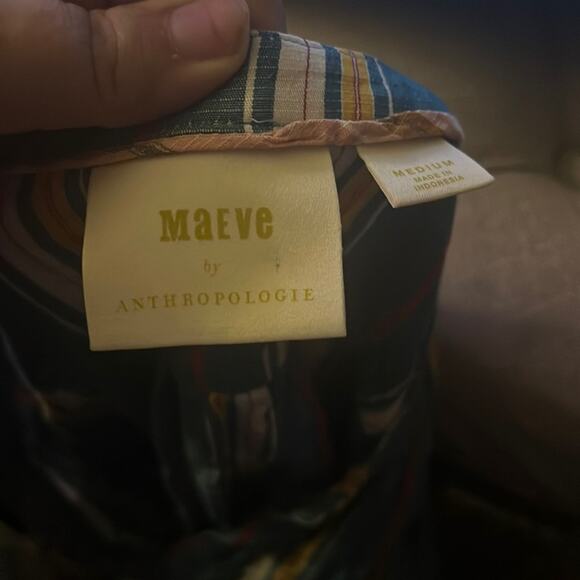 MaEVe
by
ANTHROPOLOGIE
MEDIUM
MADE IN
INDONESIA